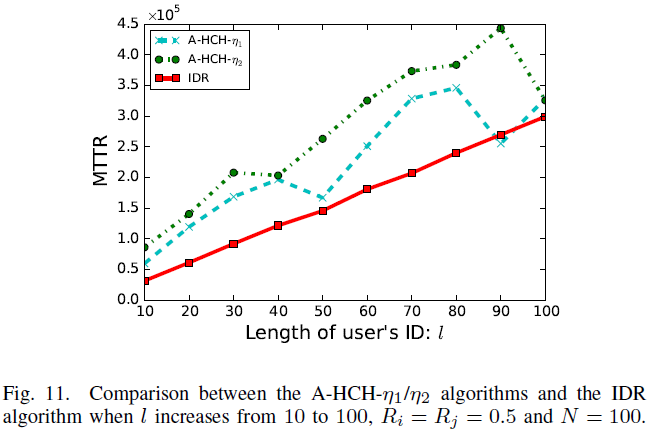 ×10⁵
4.5
4.0
3.5
3.0
2.5
2.0
1.5
1.0
0.5
0.0
MTTR
A-HCH-η₁
A-HCH-η₂
IDR
10 20 30 40 50 60 70 80 90 100
Length of user's ID: l
Fig. 11. Comparison between the A-HCH-η₁/η₂ algorithms and the IDR
algorithm when l increases from 10 to 100, Rᵢ = Rⱼ = 0.5 and N = 100.